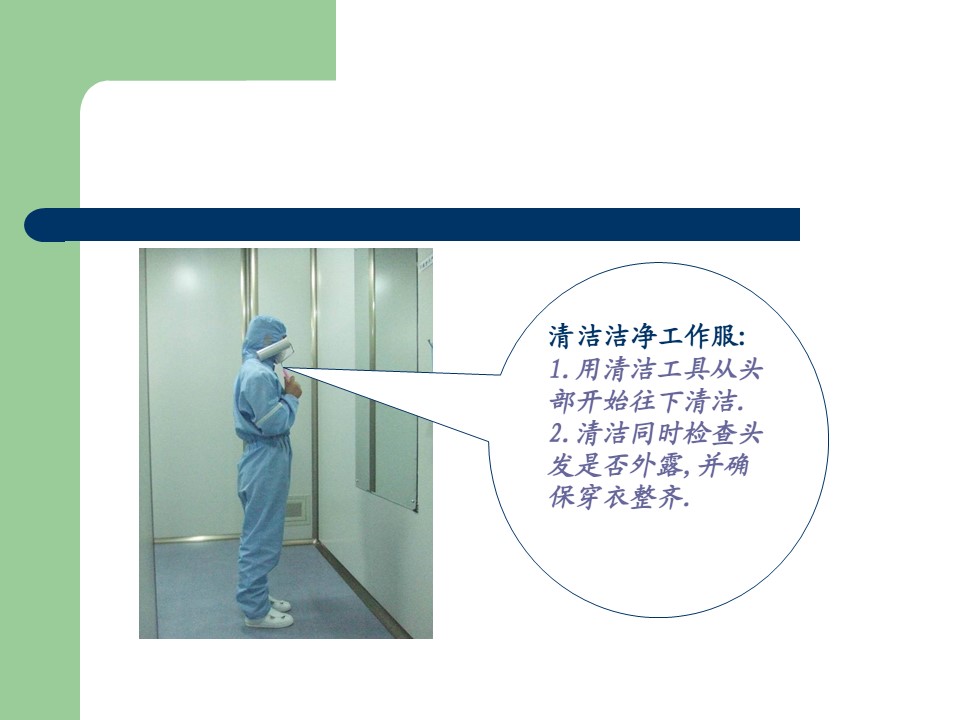 清洁洁净工作服:
1.用清洁工具从头
部开始往下清洁.
2.清洁同时检查头
发是否外露,并确
保穿衣整齐.